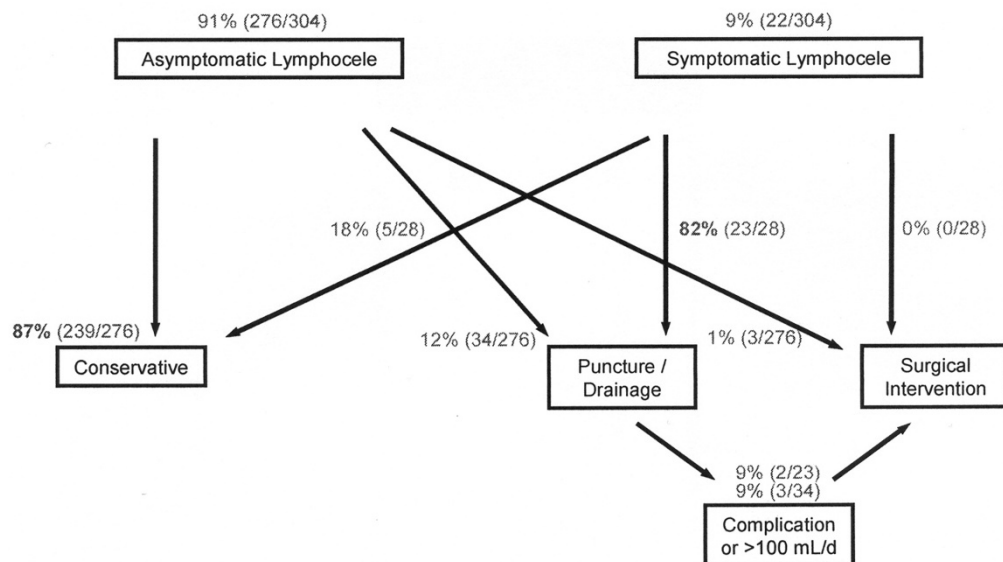 91% (276/304)
9% (22/304)
Asymptomatic Lymphocele
Symptomatic Lymphocele
18% (5/28)
82% (23/28)
0% (0/28)
87% (239/276)
12% (34/276)
1% (3/276)
Conservative
Puncture /
Drainage
Surgical
Intervention
9% (2/23)
9% (3/34)
Complication
or >100 mL/d